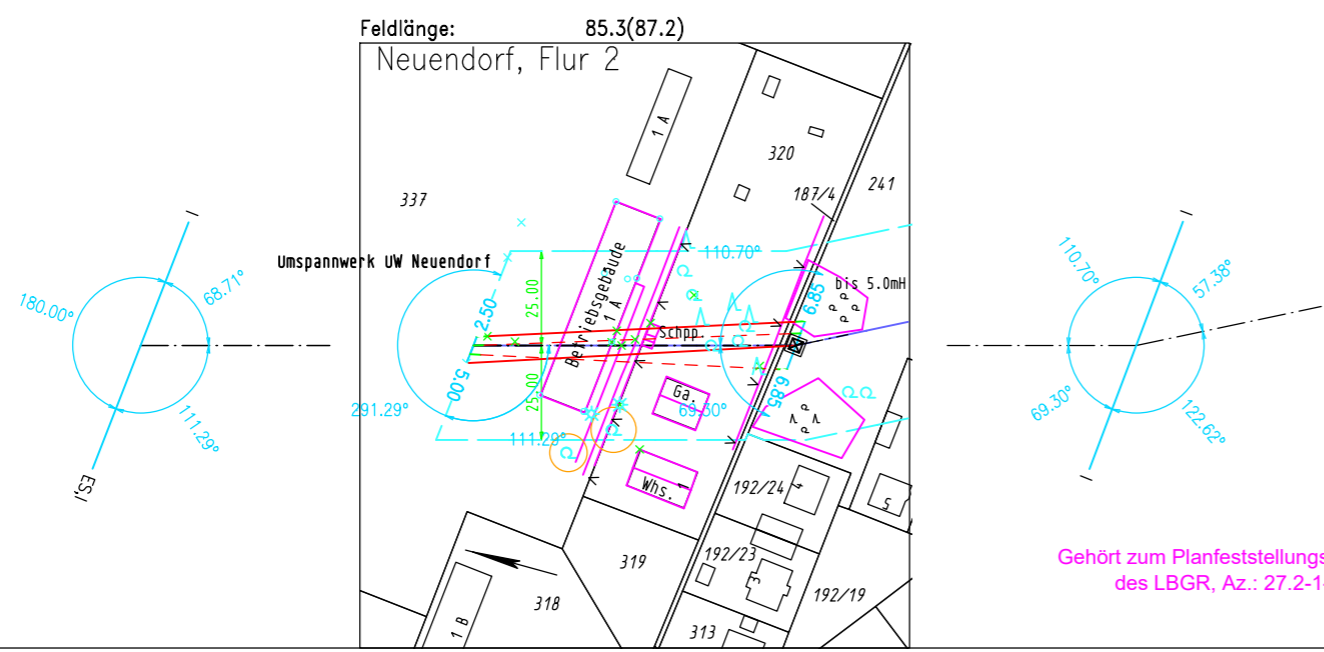 Feldlänge: 85.3(87.2)
Neuendorf, Flur 2
1 A
320
241
337
187/4
I
I
Umspannwerk UW Neuendorf
110.70°
bis 5.0mH
180.00°
68.71°
2.50
25.00
Betriebsgebäude
1 A
6.85
110.70°
57.38°
Schpp.
5.00
25.00
Ga.
6.85
291.29°
69.30°
111.29°
111.29°
69.30°
122.62°
ES,I
I
Whs. 1
192/24
4
5
319
192/23
3
192/19
318
1 B
313
Gehört zum Planfeststellungs
des LBGR, Az.: 27.2-1-